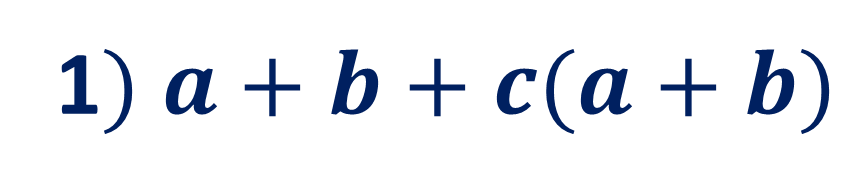 1) a + b + c(a + b)